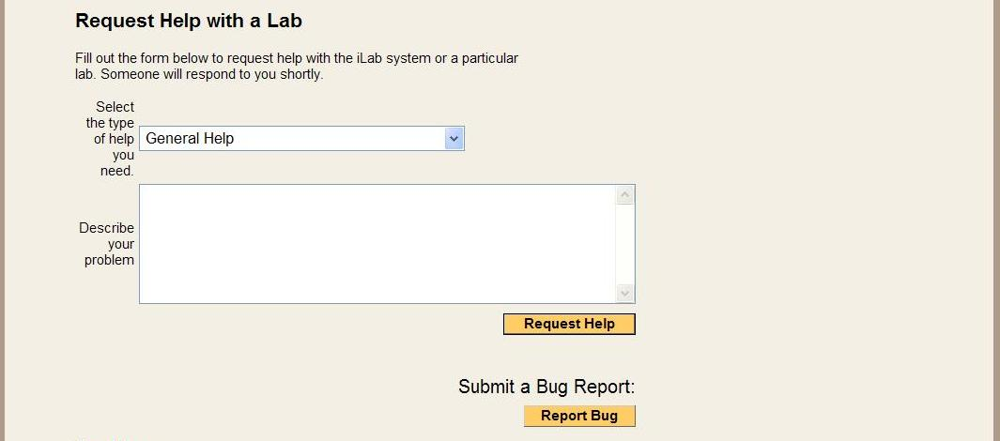 Request Help with a Lab
Fill out the form below to request help with the iLab system or a particular
lab. Someone will respond to you shortly.
Select
the type
of help
you
need.
General Help
Describe
your
problem
Request Help
Submit a Bug Report:
Report Bug